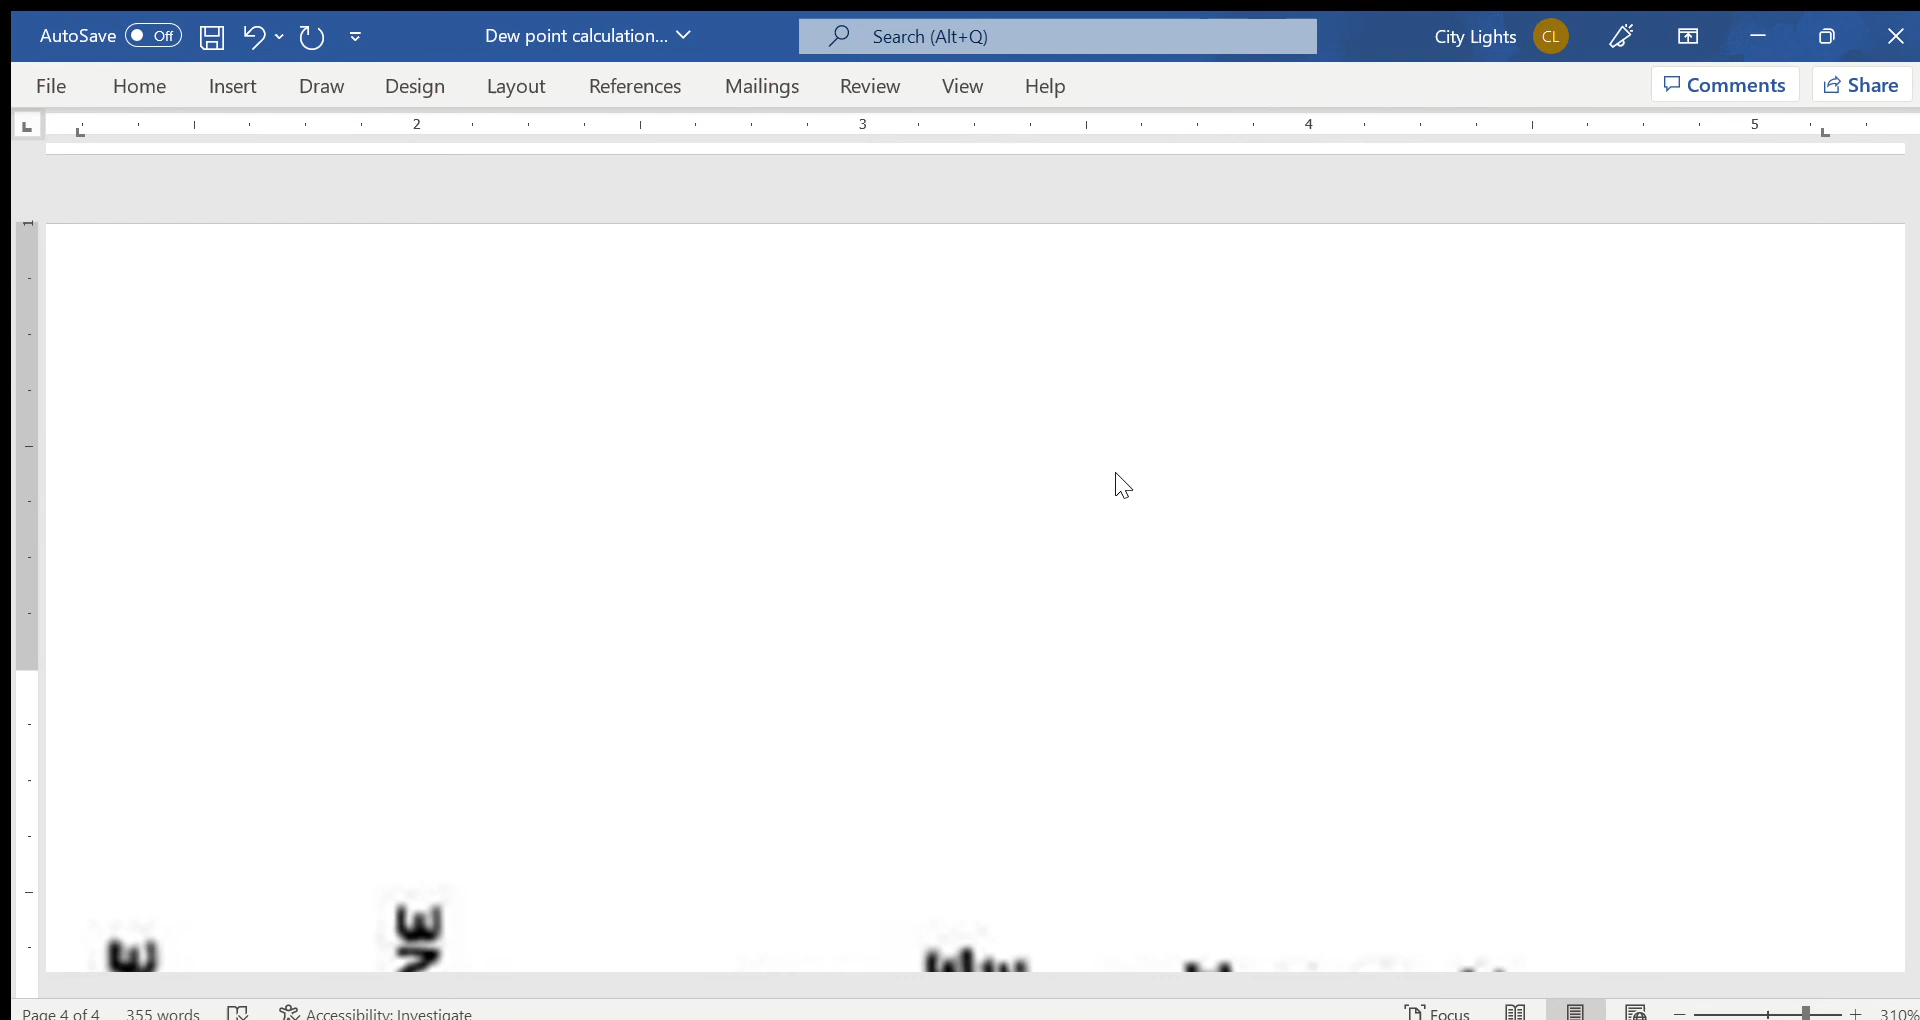 AutoSave Off Dew point calculation... Search (Alt+Q) City Lights CL
File Home Insert Draw Design Layout References Mailings Review View Help Comments Share
2 3 4 5
1
Page 4 of 4 355 words Accessibility: Investigate Focus 310%